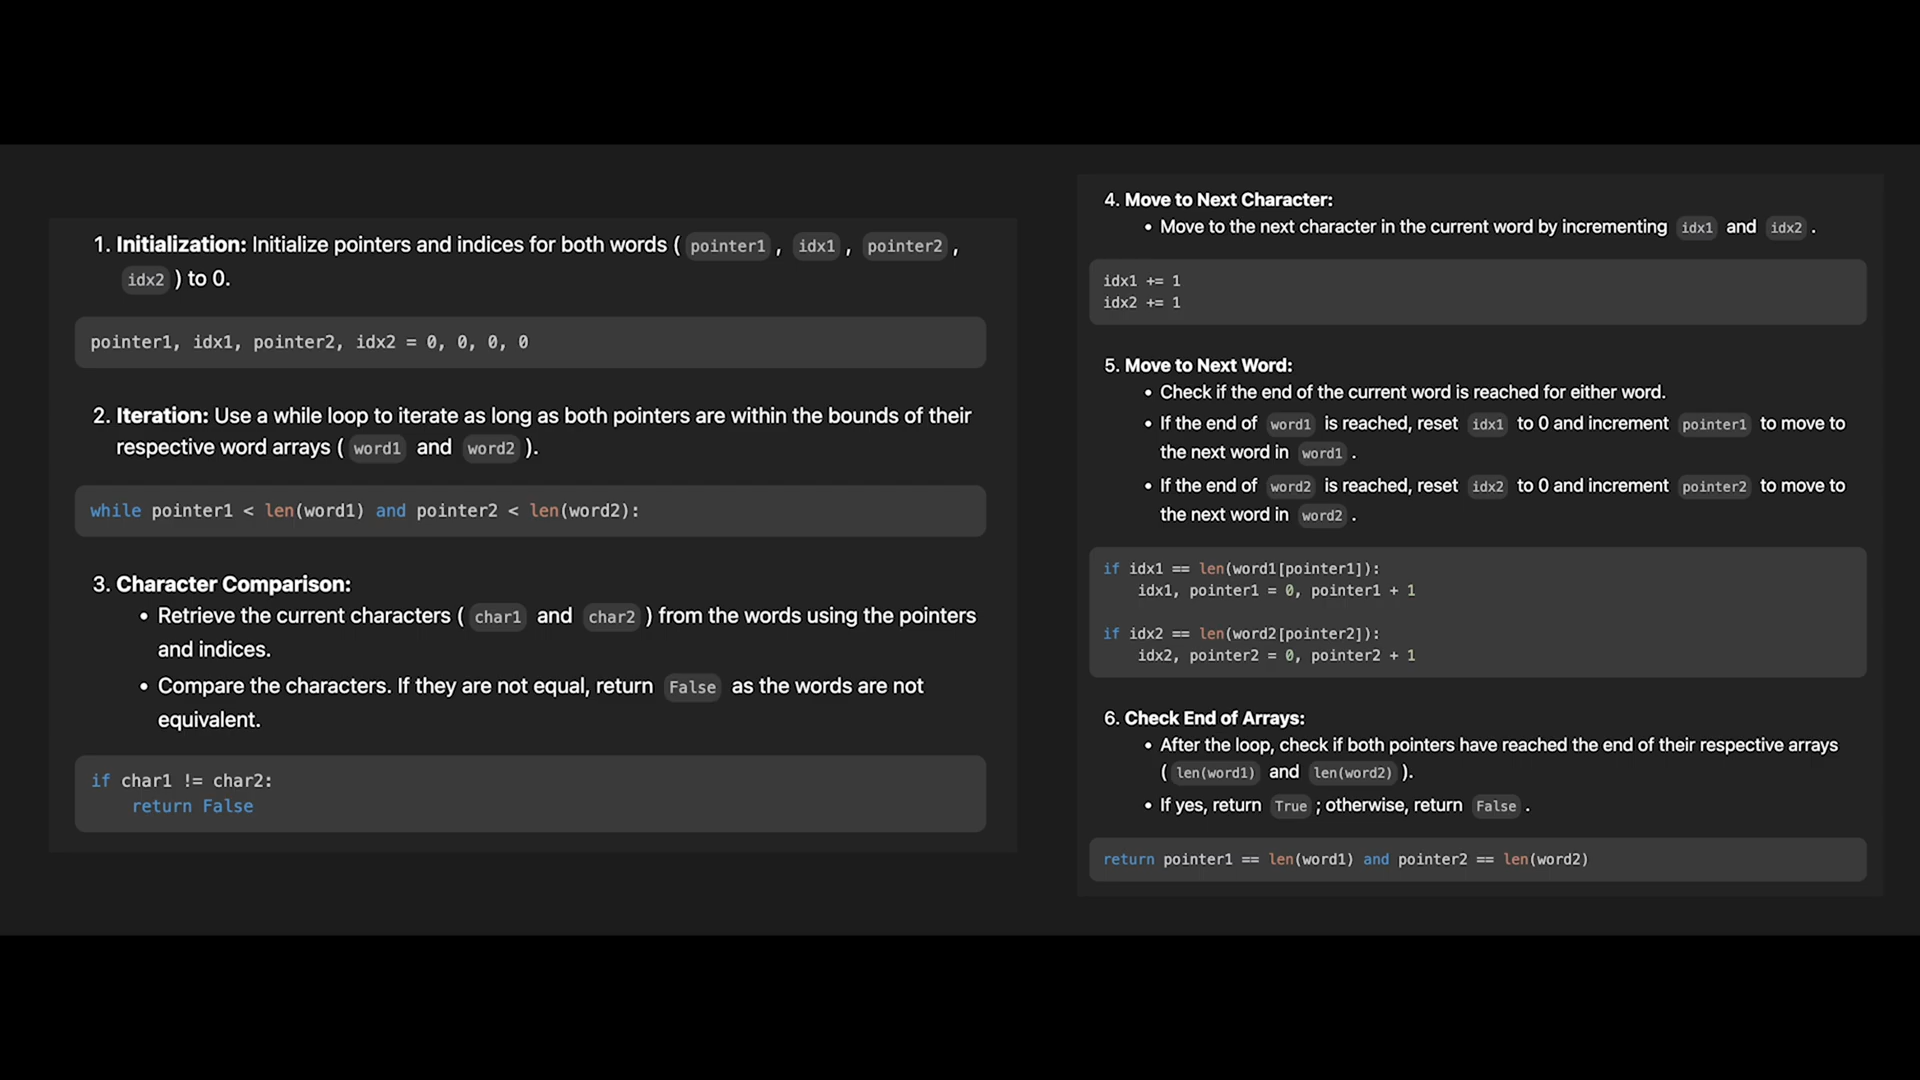 1. Initialization: Initialize pointers and indices for both words ( pointer1 , idx1 , pointer2 ,
idx2 ) to 0.
pointer1, idx1, pointer2, idx2 = 0, 0, 0, 0
2. Iteration: Use a while loop to iterate as long as both pointers are within the bounds of their
respective word arrays ( word1 and word2 ).
while pointer1 < len(word1) and pointer2 < len(word2):
3. Character Comparison:
• Retrieve the current characters ( char1 and char2 ) from the words using the pointers
and indices.
• Compare the characters. If they are not equal, return False as the words are not
equivalent.
if char1 != char2:
return False
4. Move to Next Character:
• Move to the next character in the current word by incrementing idx1 and idx2 .
idx1 += 1
idx2 += 1
5. Move to Next Word:
• Check if the end of the current word is reached for either word.
• If the end of word1 is reached, reset idx1 to 0 and increment pointer1 to move to
the next word in word1 .
• If the end of word2 is reached, reset idx2 to 0 and increment pointer2 to move to
the next word in word2 .
if idx1 == len(word1[pointer1]):
idx1, pointer1 = 0, pointer1 + 1
if idx2 == len(word2[pointer2]):
idx2, pointer2 = 0, pointer2 + 1
6. Check End of Arrays:
• After the loop, check if both pointers have reached the end of their respective arrays
( len(word1) and len(word2) ).
• If yes, return True ; otherwise, return False .
return pointer1 == len(word1) and pointer2 == len(word2)